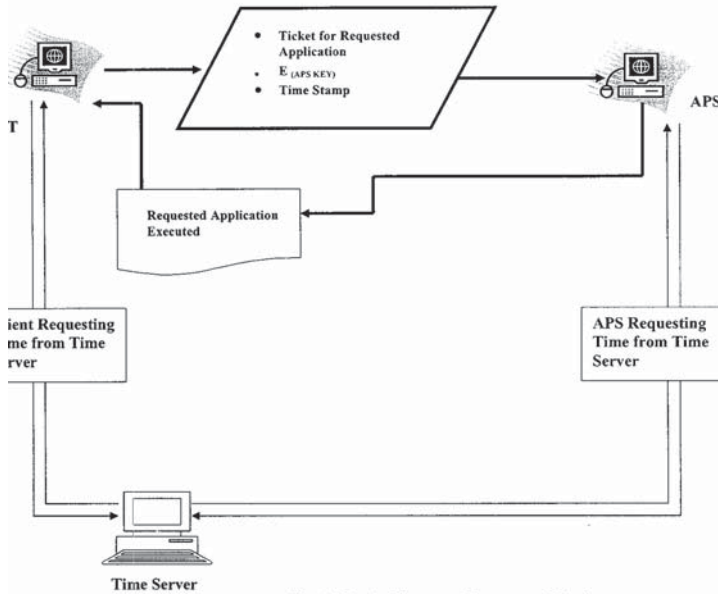 • Ticket for Requested
Application
• E (APS KEY)
• Time Stamp
T
APS
Requested Application
Executed
ient Requesting
me from Time
rver
APS Requesting
Time from Time
Server
Time Server